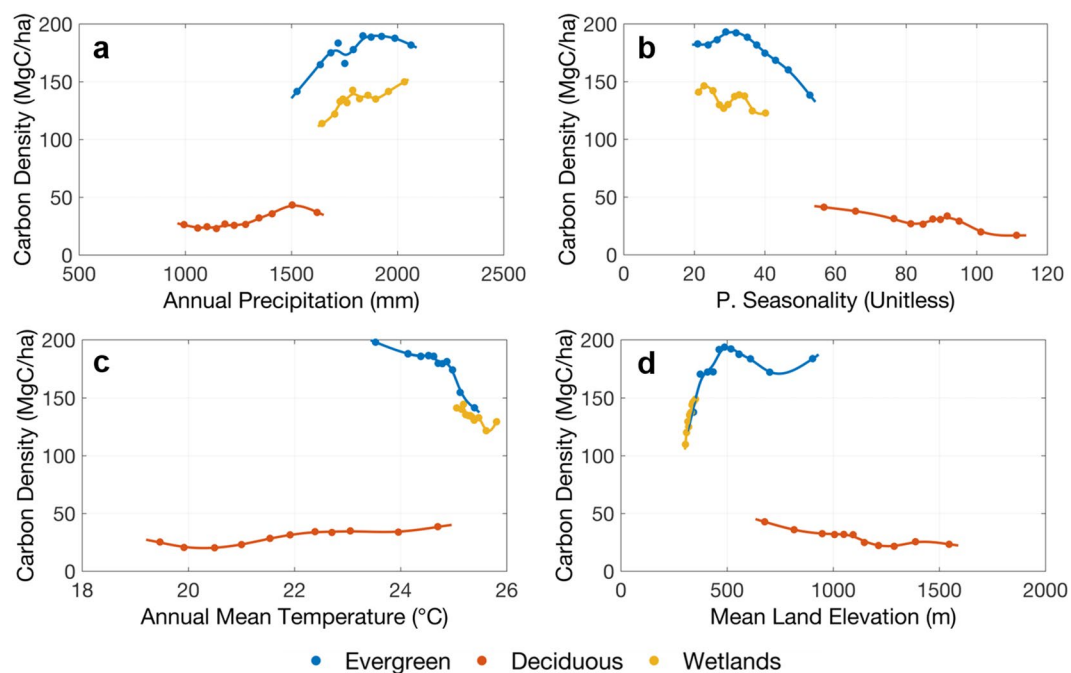 a
Carbon Density (MgC/ha)
200
150
100
50
0
500 1000 1500 2000 2500
Annual Precipitation (mm)
b
Carbon Density (MgC/ha)
200
150
100
50
0
0 20 40 60 80 100 120
P. Seasonality (Unitless)
c
Carbon Density (MgC/ha)
200
150
100
50
0
18 20 22 24 26
Annual Mean Temperature (°C)
d
Carbon Density (MgC/ha)
200
150
100
50
0
0 500 1000 1500 2000
Mean Land Elevation (m)
Evergreen Deciduous Wetlands